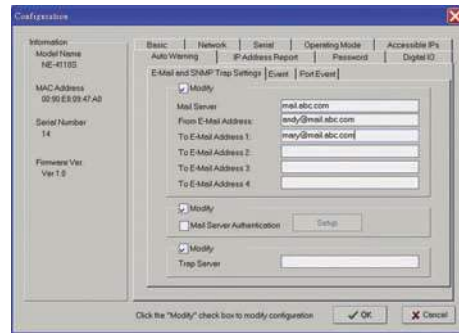 Configuration
Information
Model Name
NE-4110S
MAC Address
00:90:E8:09:47:A0
Serial Number
14
Firmware Ver.
Ver 1.0
Basic Network Serial Operating Mode Accessible IPs
Auto Warning IP Address Report Password Digital IO
E-Mail and SNMP Trap Settings Event Port Event
Modify
Mail Server mail.abc.com
From E-Mail Address: andy@mail.abc.com
To E-Mail Address 1: mary@mail.abc.com
To E-Mail Address 2:
To E-Mail Address 3:
To E-Mail Address 4:
Modify
Mail Server Authentication Setup
Modify
Trap Server
Click the "Modify" check box to modify configuration OK Cancel